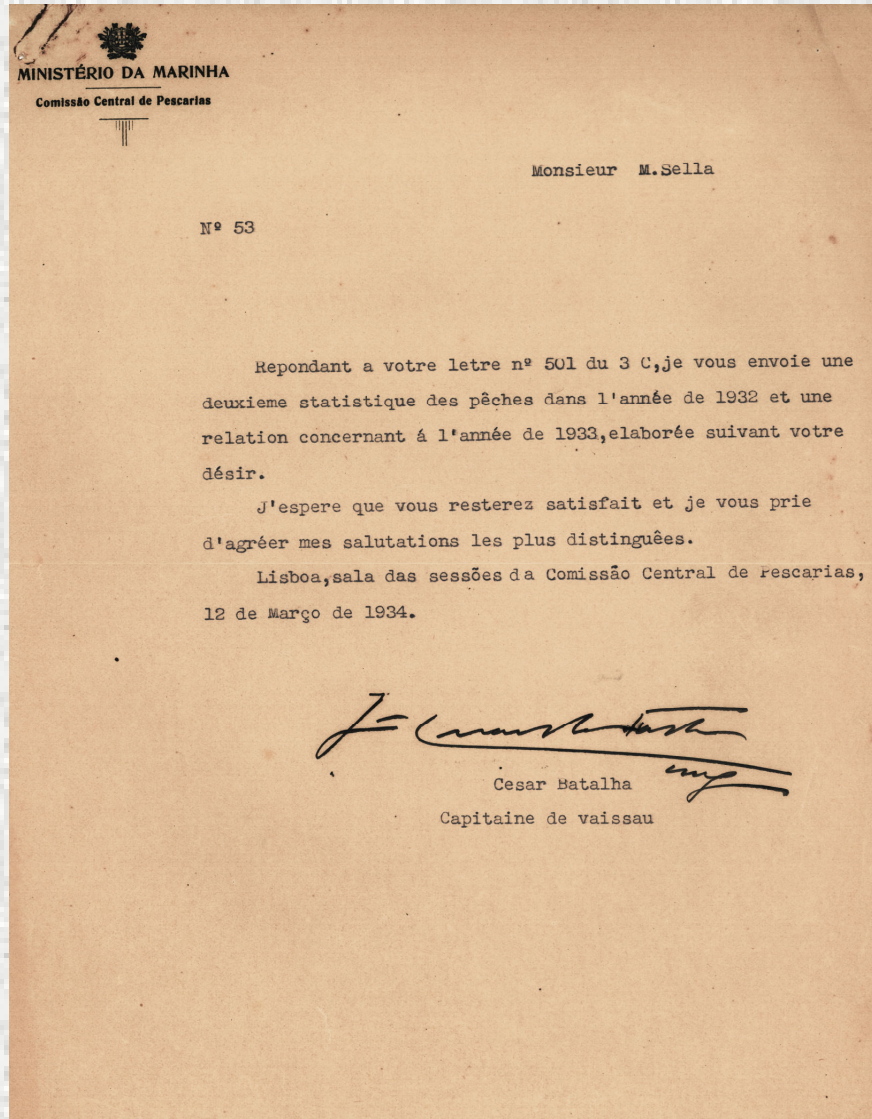 MINISTÉRIO DA MARINHA
Comissão Central de Pescarias
Monsieur M.Sella
Nº 53
Repondant a votre letre nº 501 du 3 C,je vous envoie une
deuxieme statistique des pêches dans l'année de 1932 et une
relation concernant á l'année de 1933,elaborée suivant votre
désir.
J'espere que vous resterez satisfait et je vous prie
d'agréer mes salutations les plus distinguêes.
Lisboa,sala das sessões da Comissão Central de Pescarias,
12 de Março de 1934.
Cesar Batalha
Capitaine de vaissau